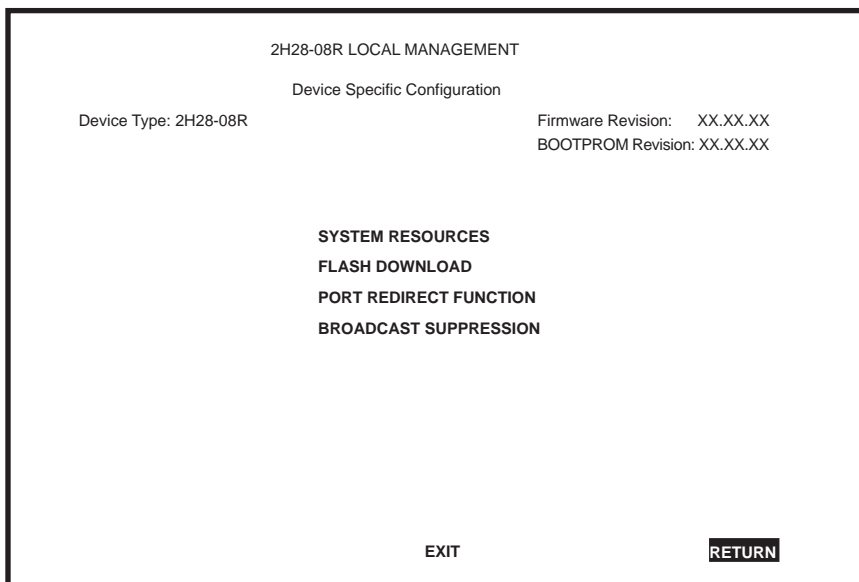 2H28-08R LOCAL MANAGEMENT
Device Specific Configuration
Device Type: 2H28-08R Firmware Revision: XX.XX.XX
BOOTPROM Revision: XX.XX.XX
SYSTEM RESOURCES
FLASH DOWNLOAD
PORT REDIRECT FUNCTION
BROADCAST SUPPRESSION
EXIT RETURN